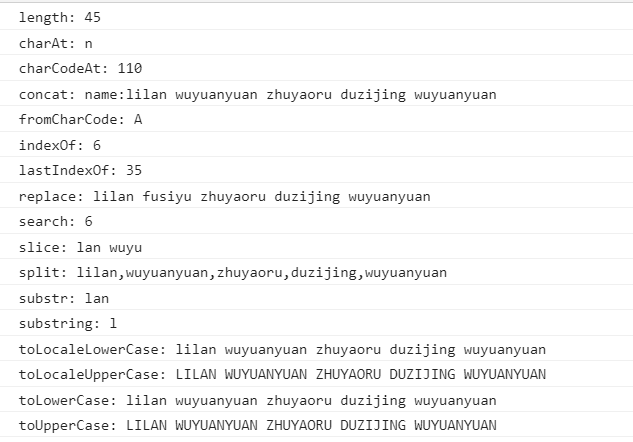 length: 45
charAt: n
charCodeAt: 110
concat: name:lilan wuyuanyuan zhuyaoru duzijing wuyuanyuan
fromCharCode: A
indexOf: 6
lastIndexOf: 35
replace: lilan fusiyu zhuyaoru duzijing wuyuanyuan
search: 6
slice: lan wuyu
split: lilan,wuyuanyuan,zhuyaoru,duzijing,wuyuanyuan
substr: lan
substring: l
toLocaleLowerCase: lilan wuyuanyuan zhuyaoru duzijing wuyuanyuan
toLocaleUpperCase: LILAN WUYUANYUAN ZHUYAORU DUZIJING WUYUANYUAN
toLowerCase: lilan wuyuanyuan zhuyaoru duzijing wuyuanyuan
toUpperCase: LILAN WUYUANYUAN ZHUYAORU DUZIJING WUYUANYUAN